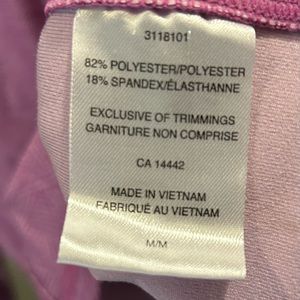 3118101
82% POLYESTER/POLYESTER
18% SPANDEX/ÉLASTHANNE
EXCLUSIVE OF TRIMMINGS
GARNITURE NON COMPRISE
CA 14442
MADE IN VIETNAM
FABRIQUÉ AU VIETNAM
M/M